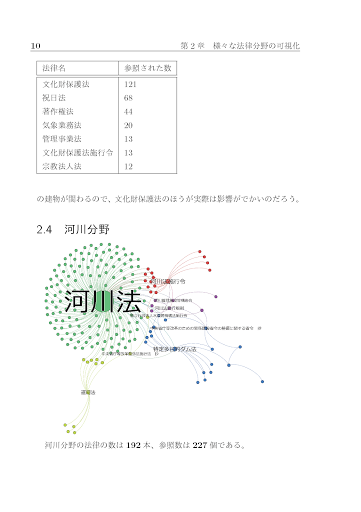 10 第 2 章 様々な法律分野の可視化
法律名 参照された数
文化財保護法 121
祝日法 68
著作権法 44
気象業務法 20
管理事業法 13
文化財保護法施行令 13
宗教法人法 12
の建物が関わるので、文化財保護法のほうが実際は影響がでかいのだろう。
2.4 河川分野
河川法
河川法施行令
特定多目的ダム法
運河法
河川分野の法律の数は 192 本、参照数は 227 個である。